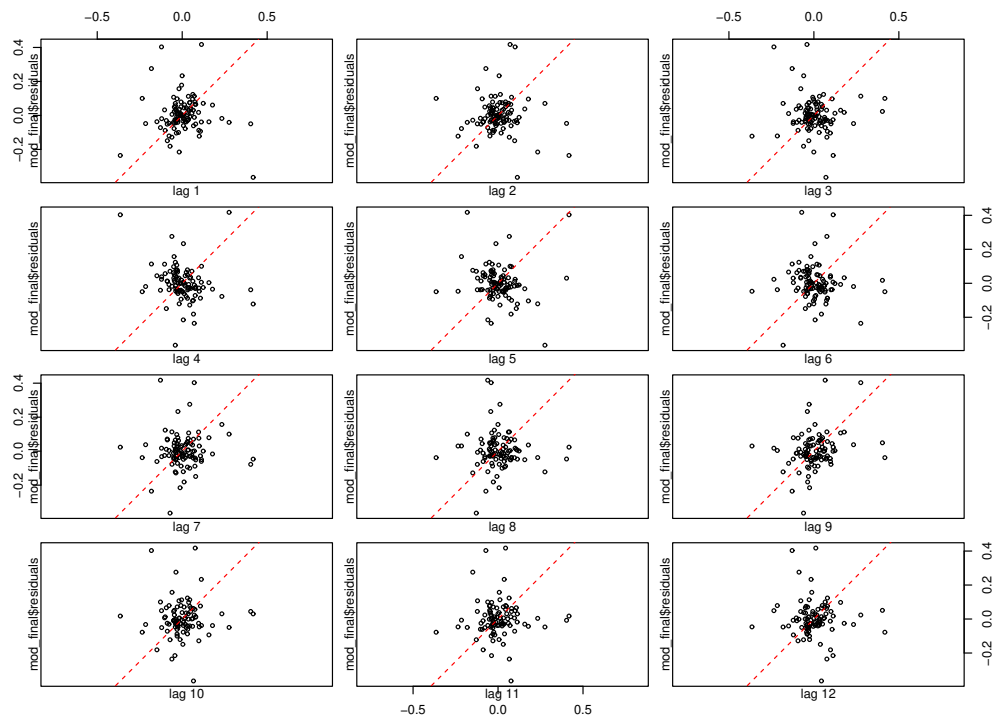 -0.5 0.0 0.5 -0.5 0.0 0.5
-0.2 0.0 0.2 0.4
mod_final$residuals mod_final$residuals mod_final$residuals
lag 1 lag 2 lag 3
mod_final$residuals mod_final$residuals mod_final$residuals
-0.2 0.0 0.2 0.4
lag 4 lag 5 lag 6
-0.2 0.0 0.2 0.4
mod_final$residuals mod_final$residuals mod_final$residuals
lag 7 lag 8 lag 9
mod_final$residuals mod_final$residuals mod_final$residuals
-0.2 0.0 0.2 0.4
lag 10 lag 11 lag 12
-0.5 0.0 0.5